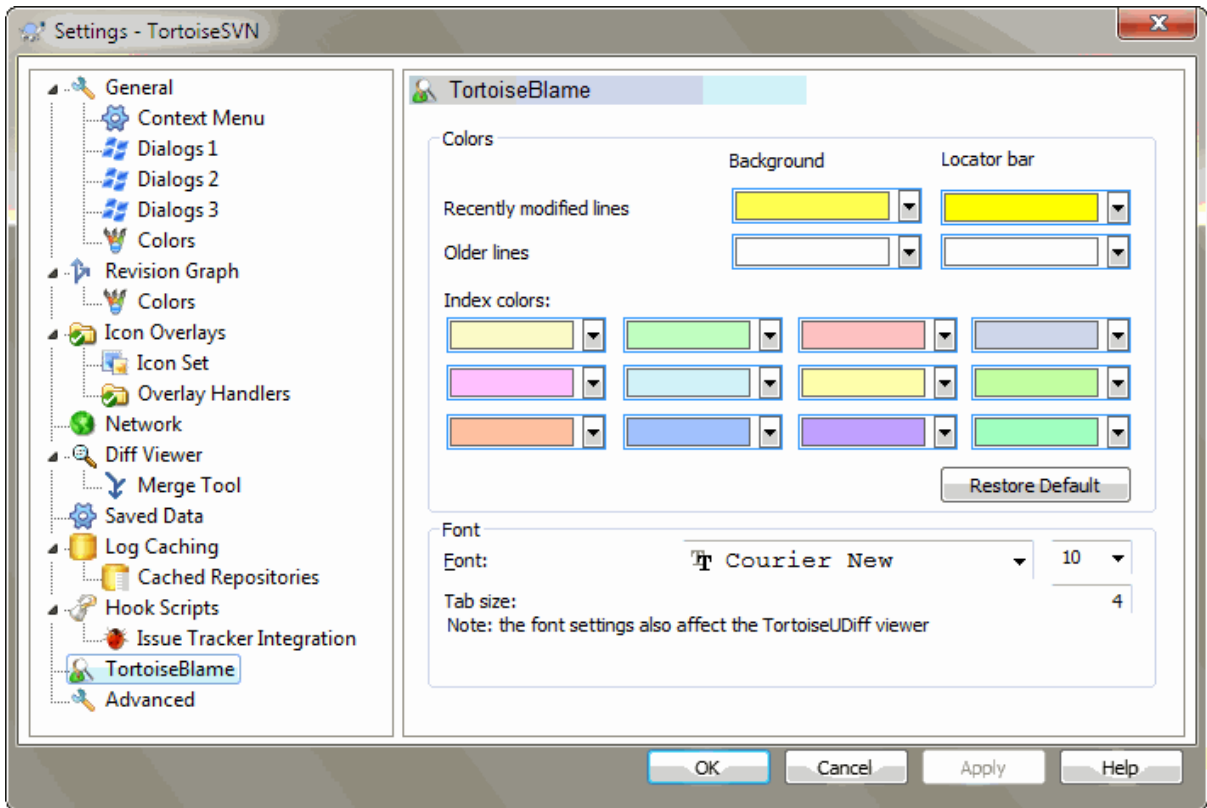 Settings - TortoiseSVN
General
Context Menu
Dialogs 1
Dialogs 2
Dialogs 3
Colors
Revision Graph
Colors
Icon Overlays
Icon Set
Overlay Handlers
Network
Diff Viewer
Merge Tool
Saved Data
Log Caching
Cached Repositories
Hook Scripts
Issue Tracker Integration
TortoiseBlame
Advanced
TortoiseBlame
Colors
Background Locator bar
Recently modified lines
Older lines
Index colors:
Restore Default
Font
Font: Courier New 10
Tab size: 4
Note: the font settings also affect the TortoiseUDiff viewer
OK Cancel Apply Help